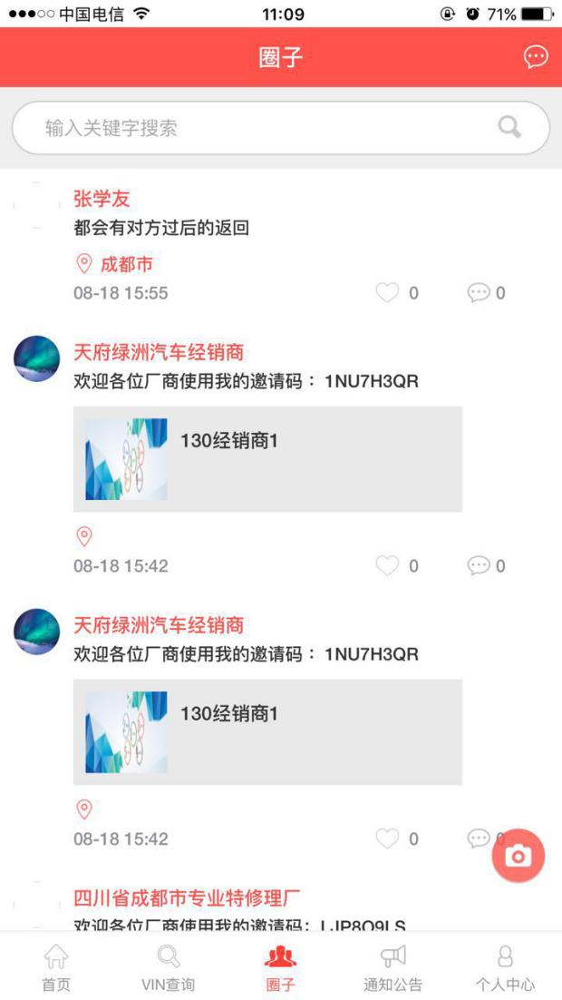 中国电信 11:09 71%
圈子
输入关键字搜索
张学友
都会有对方过后的返回
成都市
08-18 15:55 0 0
天府绿洲汽车经销商
欢迎各位厂商使用我的邀请码：1NU7H3QR
130经销商1
08-18 15:42 0 0
天府绿洲汽车经销商
欢迎各位厂商使用我的邀请码：1NU7H3QR
130经销商1
08-18 15:42 0 0
四川省成都市专业特修理厂
欢迎各位厂商使用我的邀请码：
首页 VIN查询 圈子 通知公告 个人中心